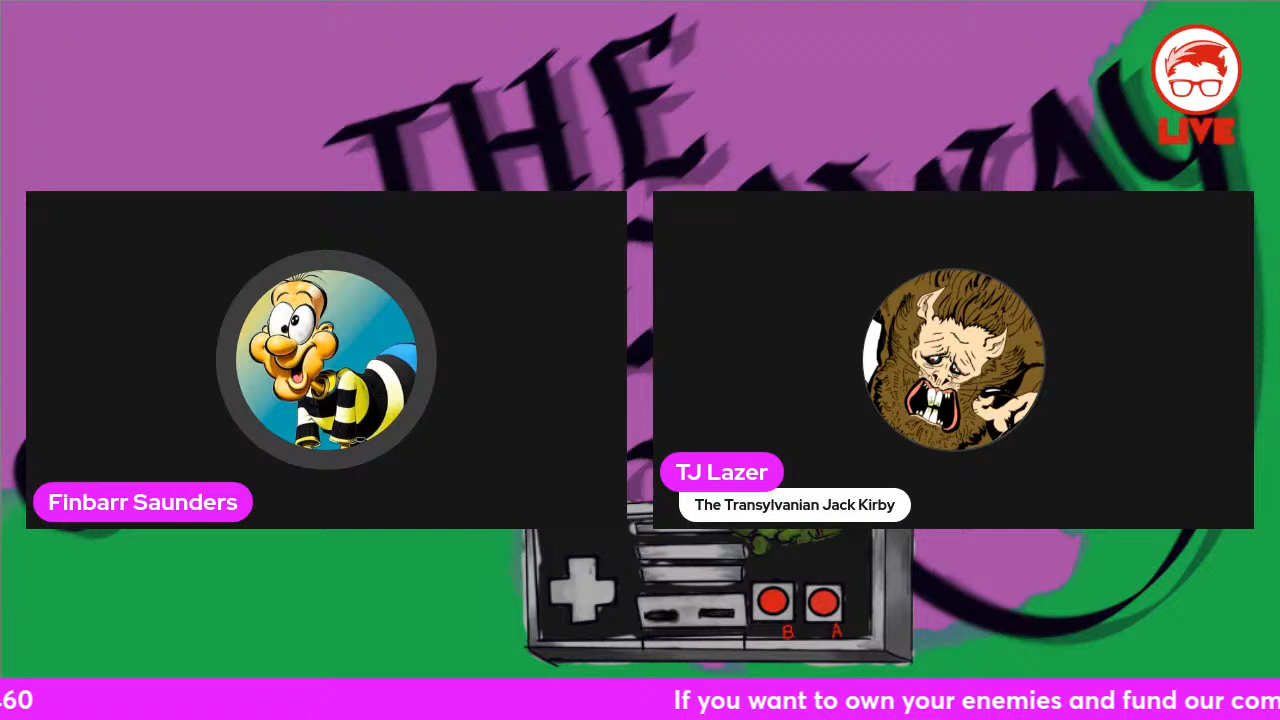 THE
LIVE
Finbarr Saunders
TJ Lazer
The Transylvanian Jack Kirby
B A
460
If you want to own your enemies and fund our com